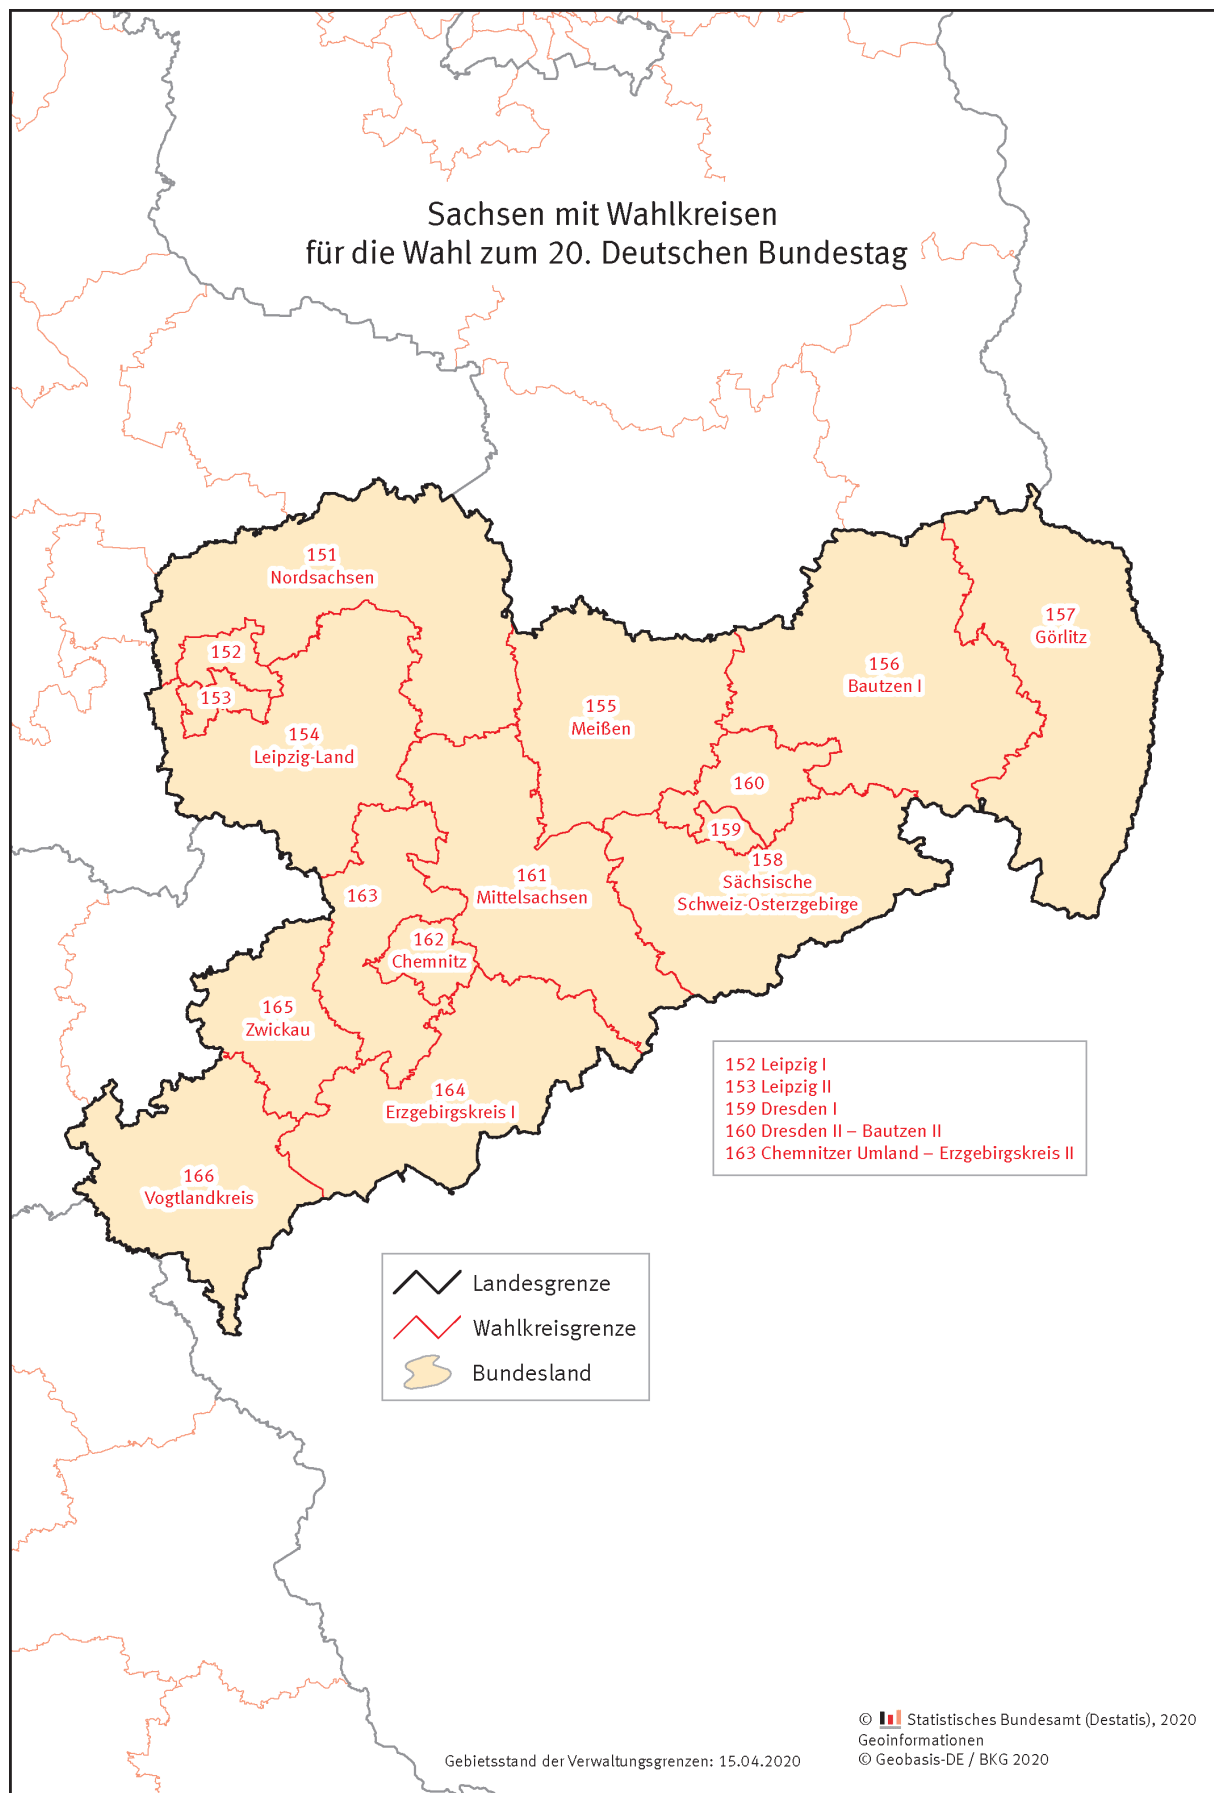 Sachsen mit Wahlkreisen
für die Wahl zum 20. Deutschen Bundestag
151
Nordsachsen
152
153
154
Leipzig-Land
155
Meißen
156
Bautzen I
157
Görlitz
160
159
158
Sächsische
Schweiz-Osterzgebirge
161
Mittelsachsen
163
162
Chemnitz
165
Zwickau
164
Erzgebirgskreis I
166
Vogtlandkreis
152 Leipzig I
153 Leipzig II
159 Dresden I
160 Dresden II – Bautzen II
163 Chemnitzer Umland – Erzgebirgskreis II
Landesgrenze
Wahlkreisgrenze
Bundesland
Gebietsstand der Verwaltungsgrenzen: 15.04.2020
© Statistisches Bundesamt (Destatis), 2020
Geoinformationen
© Geobasis-DE / BKG 2020